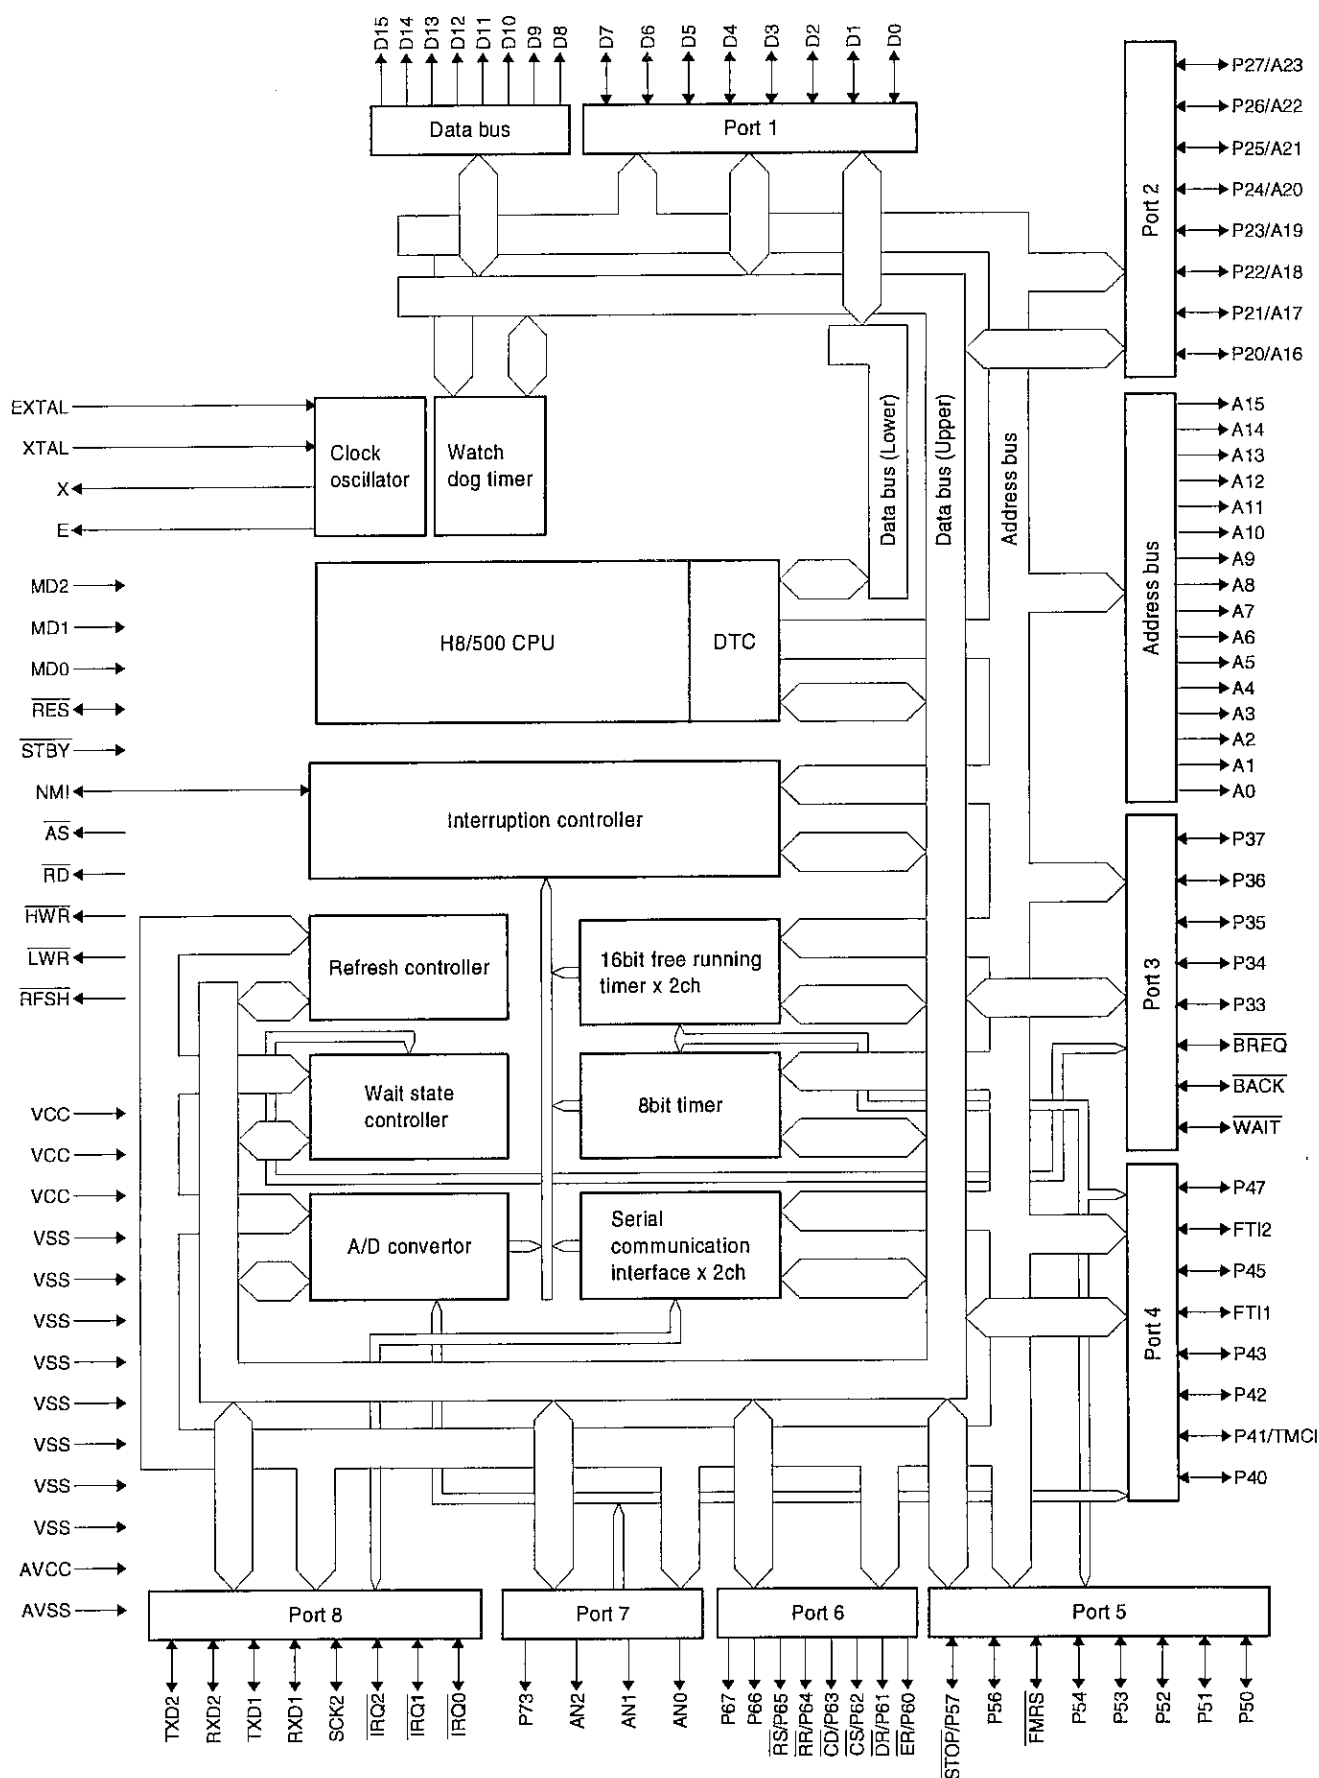 D15
D14
D13
D12
D11
D10
D9
D8
D7
D6
D5
D4
D3
D2
D1
D0
Data bus
Port 1
Port 2
P27/A23
P26/A22
P25/A21
P24/A20
P23/A19
P22/A18
P21/A17
P20/A16
EXTAL
XTAL
X
E
Clock
oscillator
Watch
dog timer
Data bus (Lower)
Data bus (Upper)
Address bus
Address bus
A15
A14
A13
A12
A11
A10
A9
A8
A7
A6
A5
A4
A3
A2
A1
A0
MD2
MD1
MD0
RES
STBY
NMI
AS
RD
HWR
LWR
RFSH
H8/500 CPU
DTC
Interruption controller
Refresh controller
16bit free running
timer x 2ch
Wait state
controller
8bit timer
A/D convertor
Serial
communication
interface x 2ch
Port 3
P37
P36
P35
P34
P33
BREQ
BACK
WAIT
VCC
VCC
VCC
VSS
VSS
VSS
VSS
VSS
VSS
VSS
VSS
AVCC
AVSS
Port 4
P47
FTI2
P45
FTI1
P43
P42
P41/TMCI
P40
Port 8
Port 7
Port 6
Port 5
TXD2
RXD2
TXD1
RXD1
SCK2
IRQ2
IRQ1
IRQ0
P73
AN2
AN1
AN0
P67
P66
RS/P65
RR/P64
CD/P63
CS/P62
DR/P61
ER/P60
STOP/P57
P56
FMRS
P54
P53
P52
P51
P50